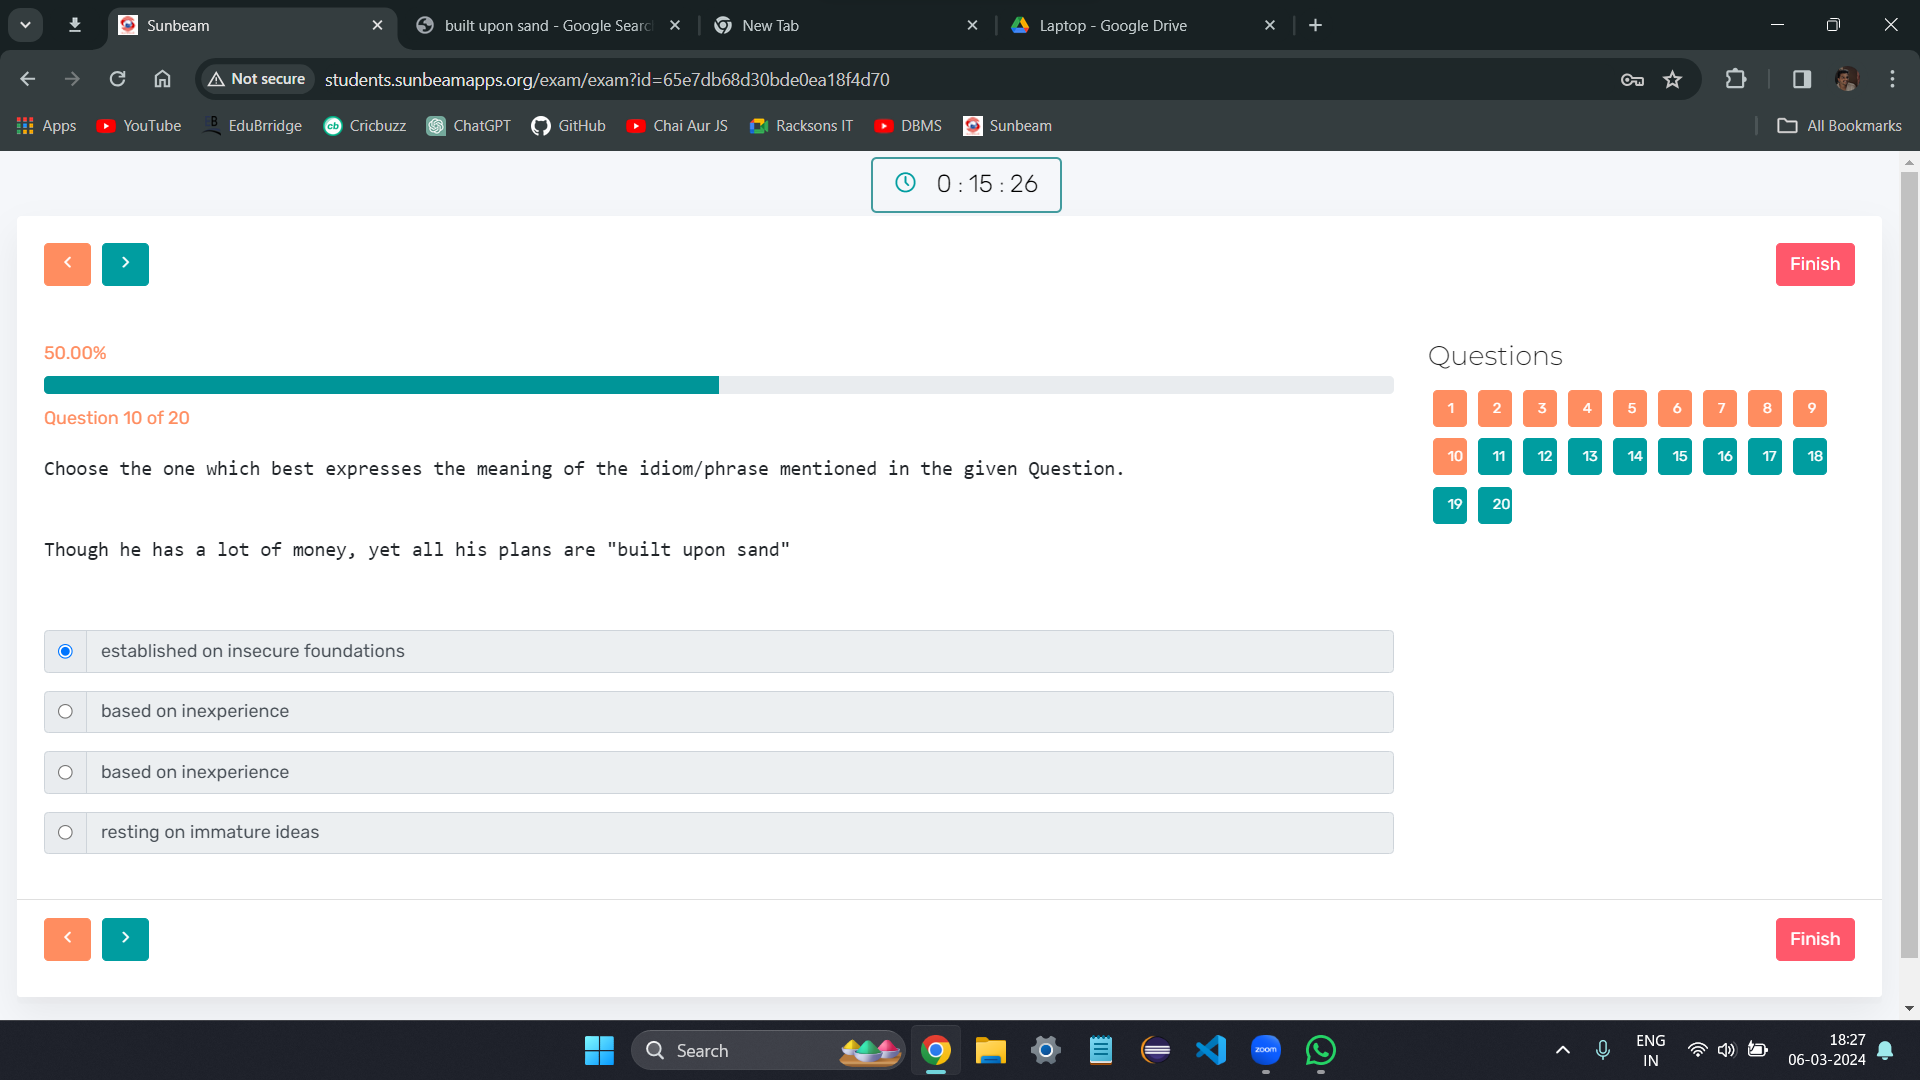 Sunbeam
built upon sand - Google Searc
New Tab
Laptop - Google Drive
Not secure
students.sunbeamapps.org/exam/exam?id=65e7db68d30bde0ea18f4d70
Apps
YouTube
EduBrridge
Cricbuzz
ChatGPT
GitHub
Chai Aur JS
Racksons IT
DBMS
Sunbeam
All Bookmarks
0 : 15 : 26
Finish
50.00%
Question 10 of 20
Questions
1 2 3 4 5 6 7 8 9
10 11 12 13 14 15 16 17 18
19 20
Choose the one which best expresses the meaning of the idiom/phrase mentioned in the given Question.
Though he has a lot of money, yet all his plans are "built upon sand"
established on insecure foundations
based on inexperience
based on inexperience
resting on immature ideas
Finish
Search
zoom
ENG
IN
18:27
06-03-2024